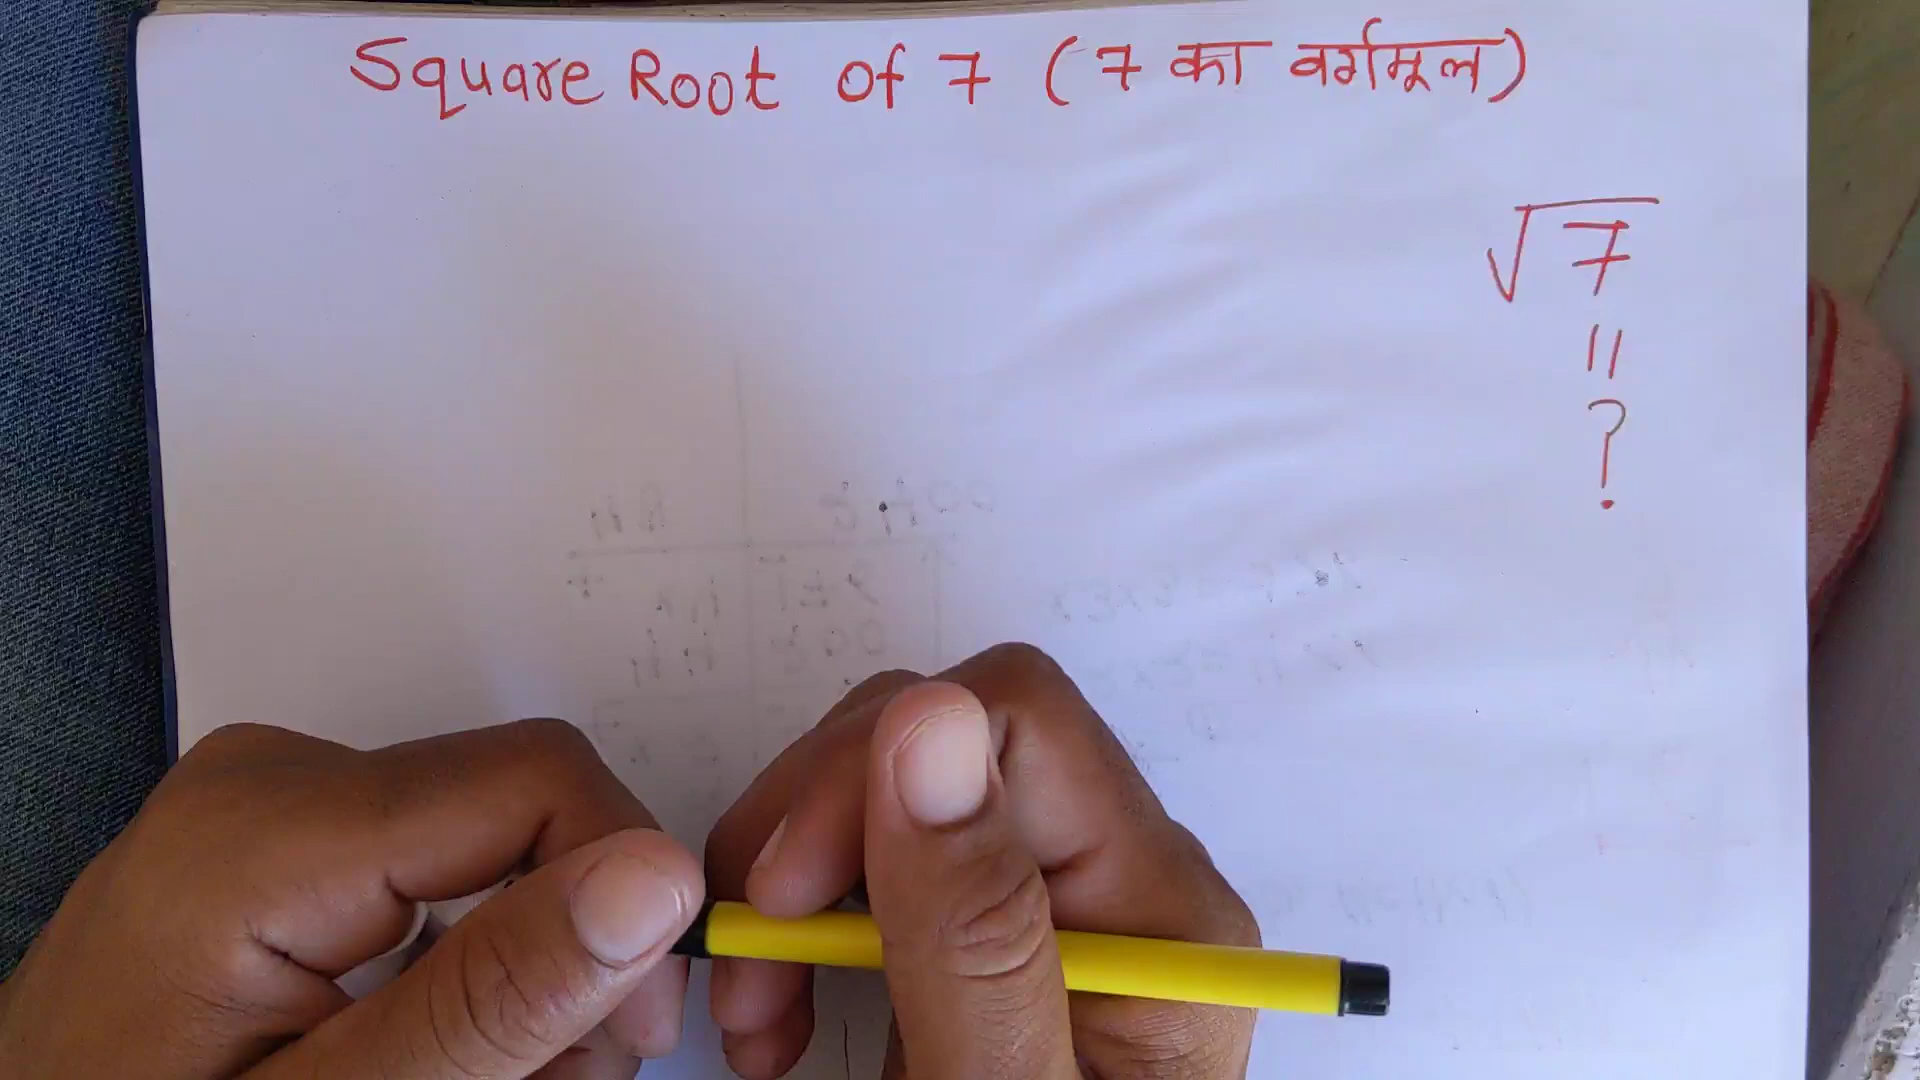 Square Root of 7 (7 का वर्गमूल)
√7
=
?